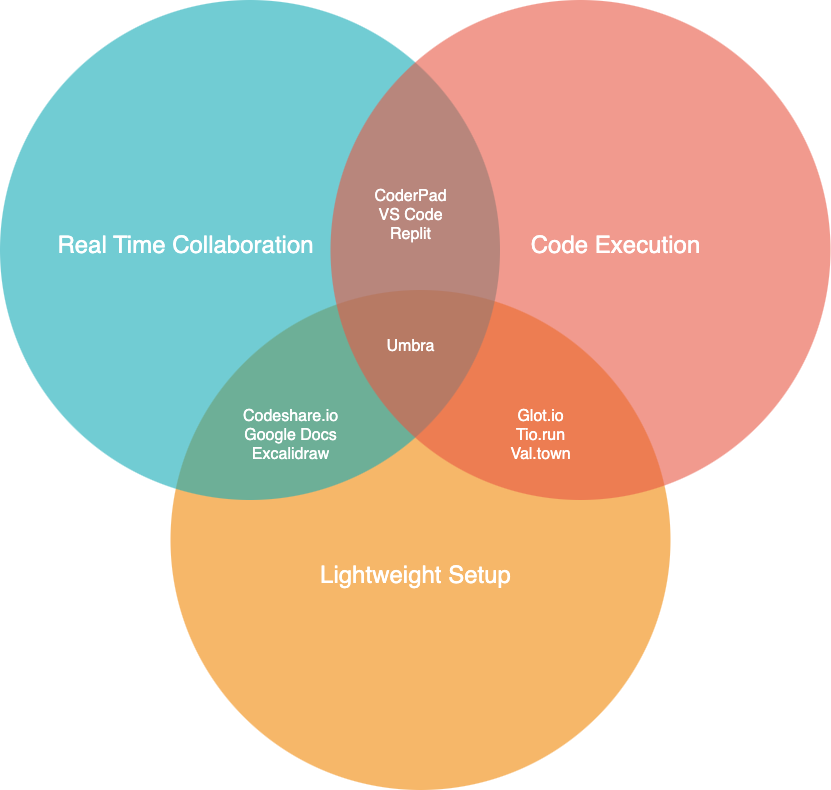 CoderPad
VS Code
Replit
Real Time Collaboration
Code Execution
Umbra
Codeshare.io
Google Docs
Excalidraw
Glot.io
Tio.run
Val.town
Lightweight Setup